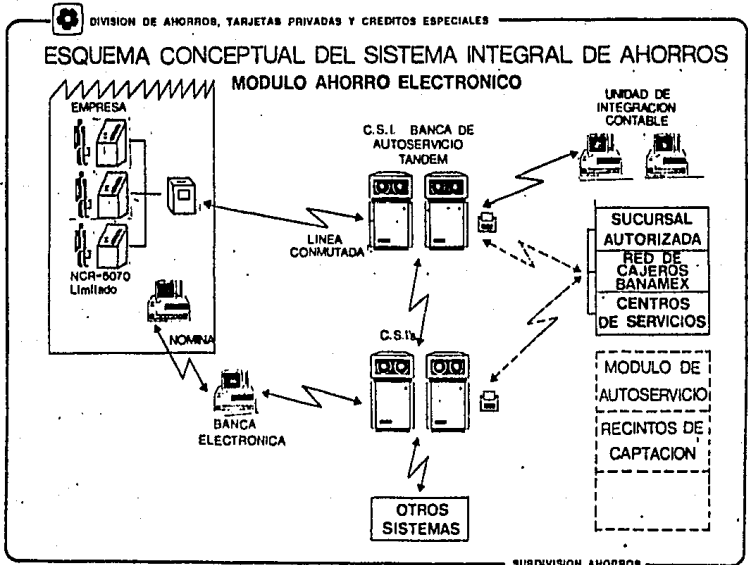 DIVISION DE AHORROS, TARJETAS PRIVADAS Y CREDITOS ESPECIALES
ESQUEMA CONCEPTUAL DEL SISTEMA INTEGRAL DE AHORROS
MODULO AHORRO ELECTRONICO
EMPRESA
NCR-5070
Limitado
NOMINA
C.S.I. BANCA DE
AUTOSERVICIO
TANDEM
LINEA
CONMUTADA
UNIDAD DE
INTEGRACION
CONTABLE
SUCURSAL
AUTORIZADA
RED DE
CAJEROS
BANAMEX
CENTROS
DE SERVICIOS
C.S.I's
BANCA
ELECTRONICA
MODULO DE
AUTOSERVICIO
RECINTOS DE
CAPTACION
OTROS
SISTEMAS
SUBDIVISION AHORROS